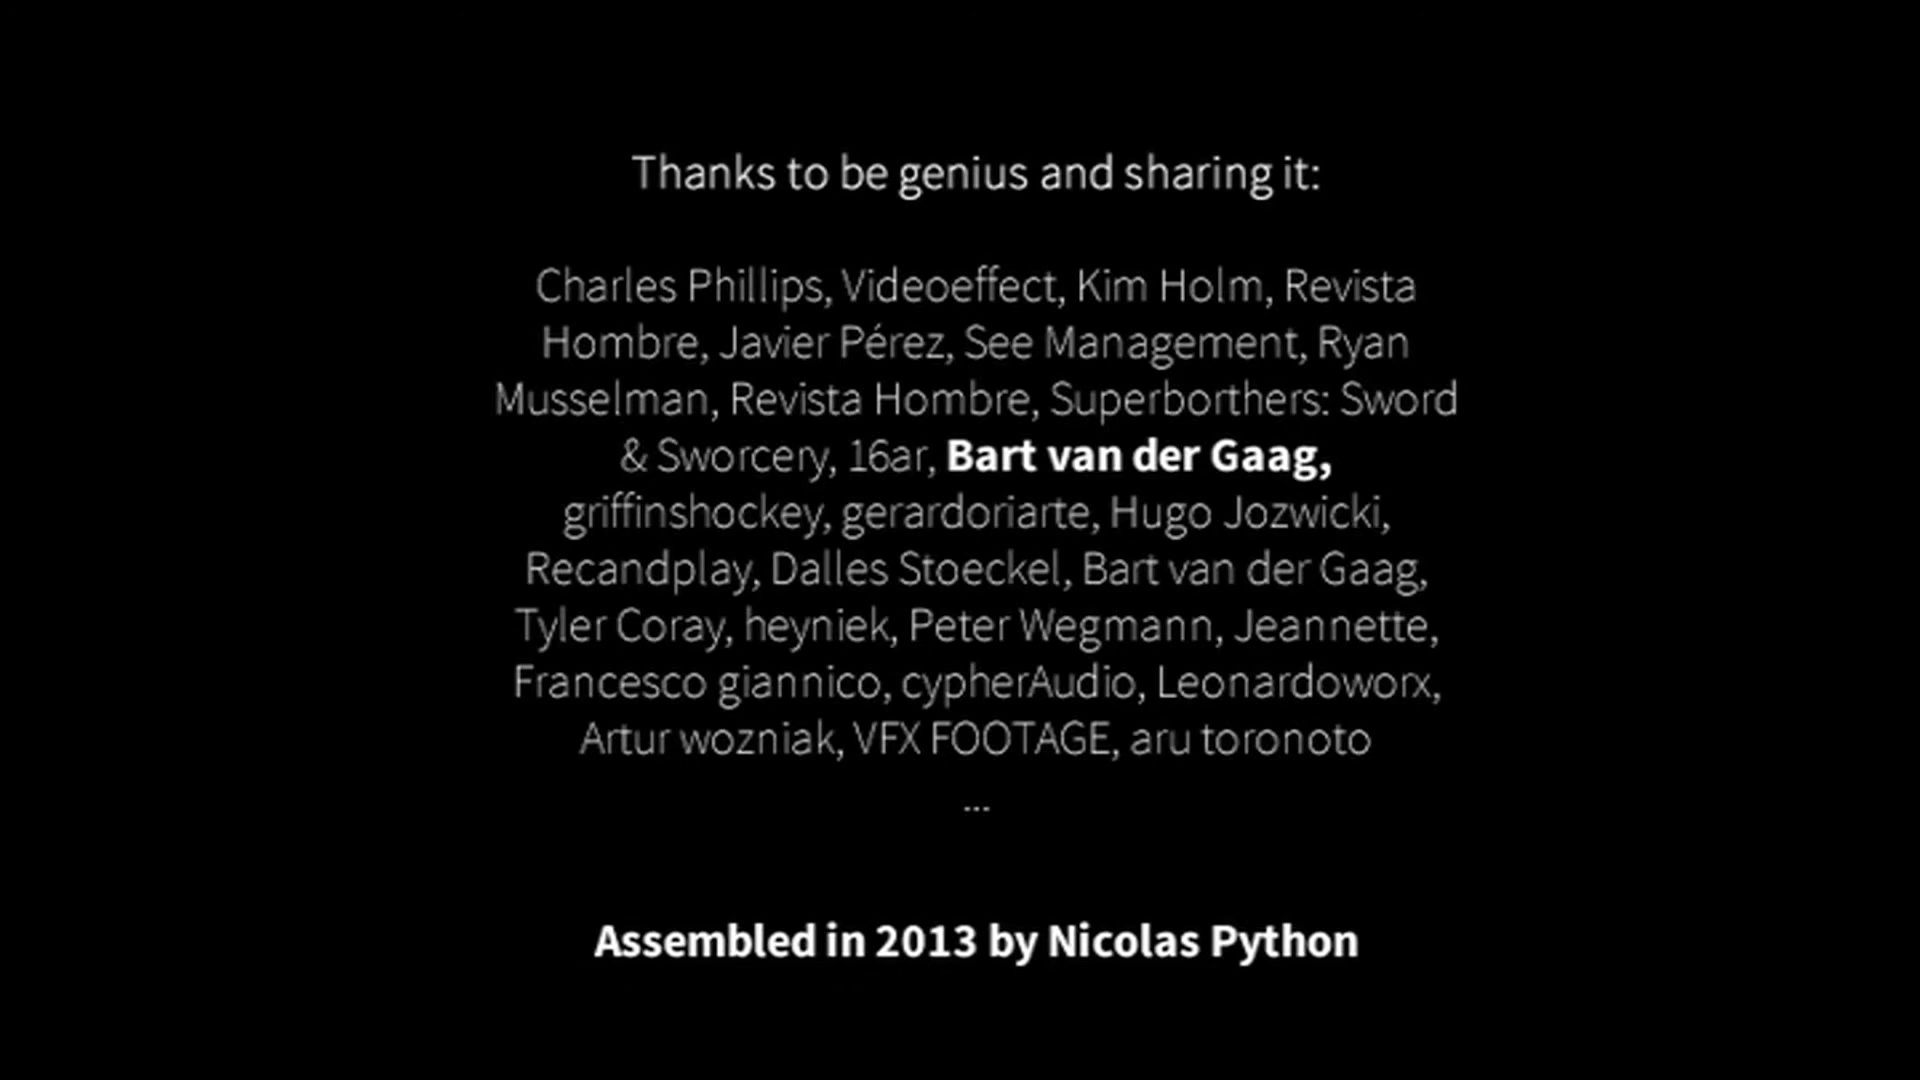 Thanks to be genius and sharing it:
Charles Phillips, Videoeffect, Kim Holm, Revista
Hombre, Javier Pérez, See Management, Ryan
Musselman, Revista Hombre, Superborthers: Sword
& Sworcery, 16ar, Bart van der Gaag,
griffinshockey, gerardoriarte, Hugo Jozwicki,
Recandplay, Dalles Stoeckel, Bart van der Gaag,
Tyler Coray, heyniek, Peter Wegmann, Jeannette,
Francesco giannico, cypherAudio, Leonardoworx,
Artur wozniak, VFX FOOTAGE, aru toronoto
...
Assembled in 2013 by Nicolas Python